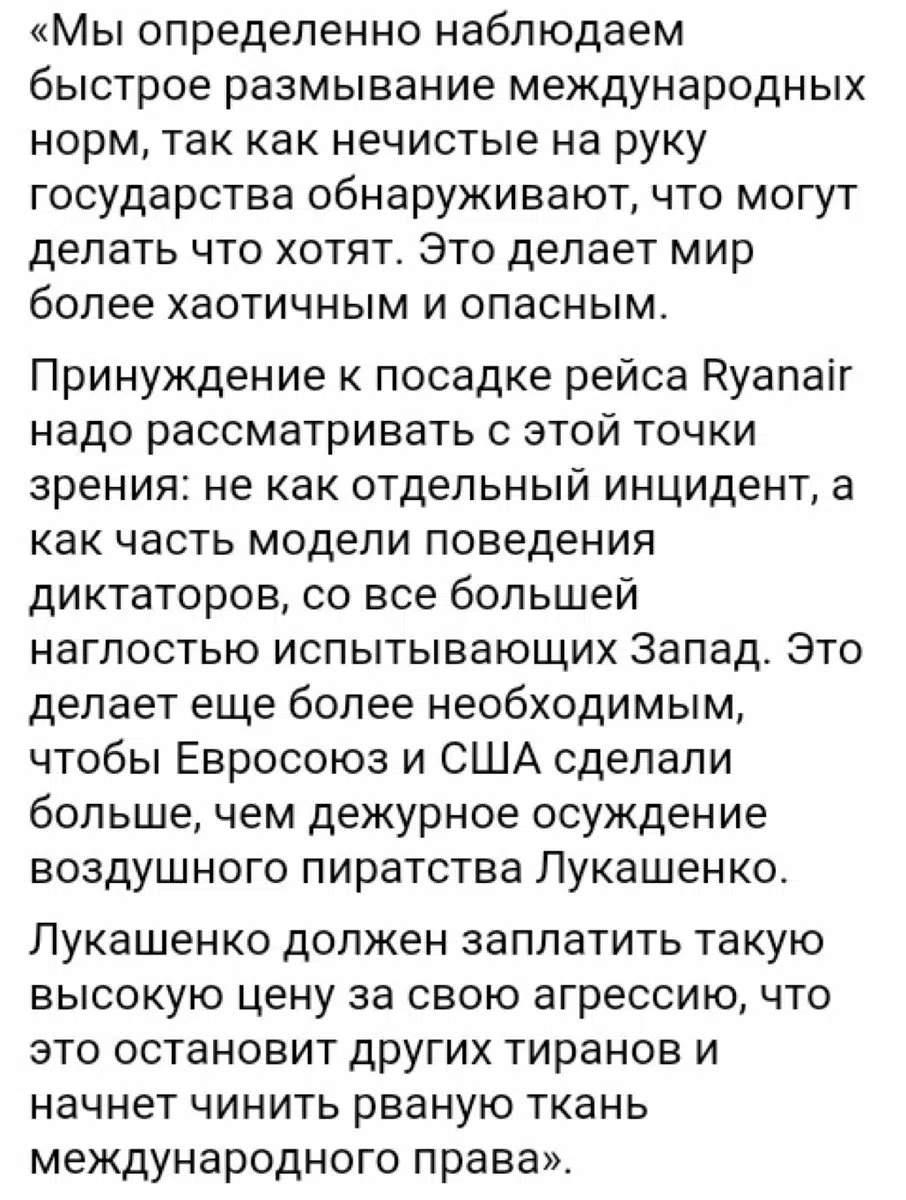 «Мы определенно наблюдаем
быстрое размывание международных
норм, так как нечистые на руку
государства обнаруживают, что могут
делать что хотят. Это делает мир
более хаотичным и опасным.
Принуждение к посадке рейса Ryanair
надо рассматривать с этой точки
зрения: не как отдельный инцидент, а
как часть модели поведения
диктаторов, со все большей
наглостью испытывающих Запад. Это
делает еще более необходимым,
чтобы Евросоюз и США сделали
больше, чем дежурное осуждение
воздушного пиратства Лукашенко.
Лукашенко должен заплатить такую
высокую цену за свою агрессию, что
это остановит других тиранов и
начнет чинить рваную ткань
международного права».